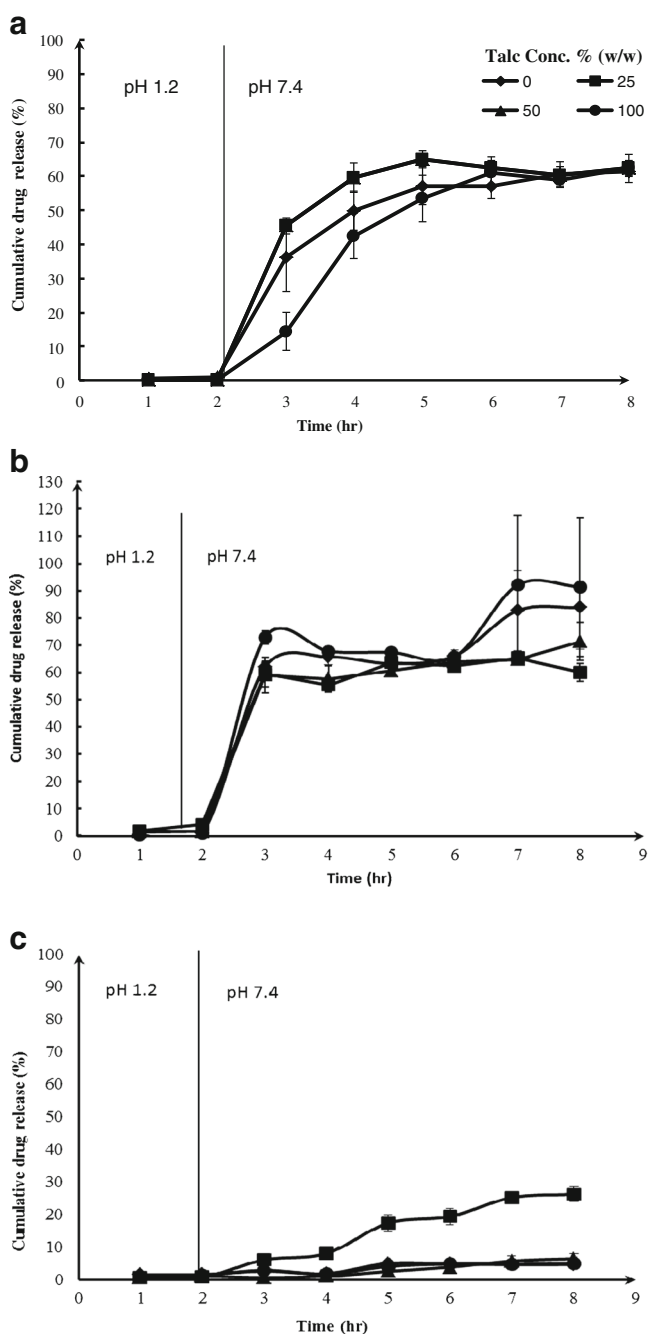 a
100
90
80
70
60
50
40
30
20
10
0
Cumulative drug release (%)
pH 1.2
pH 7.4
Talc Conc. % (w/w)
0
25
50
100
0 1 2 3 4 5 6 7 8
Time (hr)
b
130
120
110
100
90
80
70
60
50
40
30
20
10
0
Cumulative drug release (%)
pH 1.2
pH 7.4
0 1 2 3 4 5 6 7 8 9
Time (hr)
c
100
90
80
70
60
50
40
30
20
10
0
Cumulative drug release (%)
pH 1.2
pH 7.4
0 1 2 3 4 5 6 7 8 9
Time (hr)